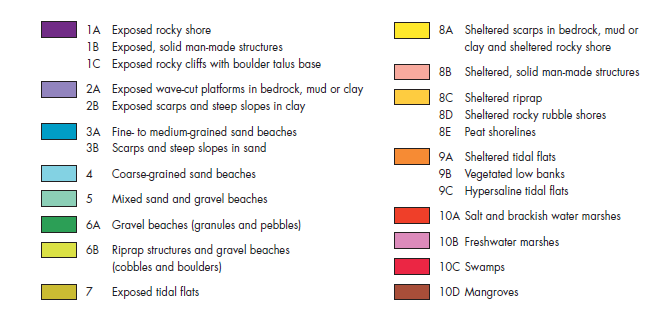 1A Exposed rocky shore
1B Exposed, solid man-made structures
1C Exposed rocky cliffs with boulder talus base
2A Exposed wave-cut platforms in bedrock, mud or clay
2B Exposed scarps and steep slopes in clay
3A Fine- to medium-grained sand beaches
3B Scarps and steep slopes in sand
4 Coarse-grained sand beaches
5 Mixed sand and gravel beaches
6A Gravel beaches (granules and pebbles)
6B Riprap structures and gravel beaches
(cobbles and boulders)
7 Exposed tidal flats
8A Sheltered scarps in bedrock, mud or
clay and sheltered rocky shore
8B Sheltered, solid man-made structures
8C Sheltered riprap
8D Sheltered rocky rubble shores
8E Peat shorelines
9A Sheltered tidal flats
9B Vegetated low banks
9C Hypersaline tidal flats
10A Salt and brackish water marshes
10B Freshwater marshes
10C Swamps
10D Mangroves